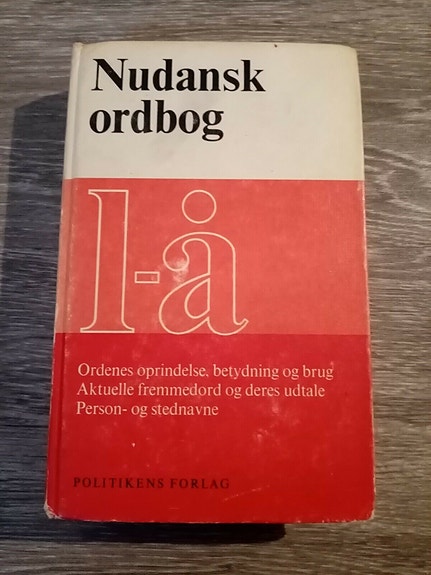 Nudansk
ordbog
l-å
Ordenes oprindelse, betydning og brug
Aktuelle fremmedord og deres udtale
Person- og stednavne
POLITIKENS FORLAG